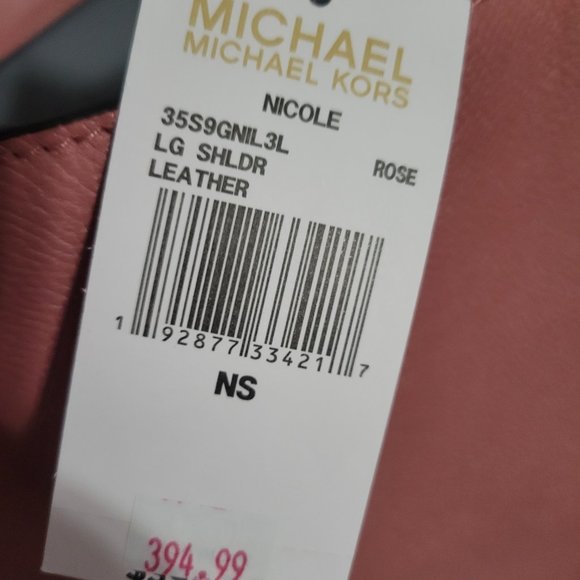 MICHAEL
MICHAEL KORS
NICOLE
35S9GNIL3L
LG SHLDR ROSE
LEATHER
1 92877 33421 7
NS
394.99